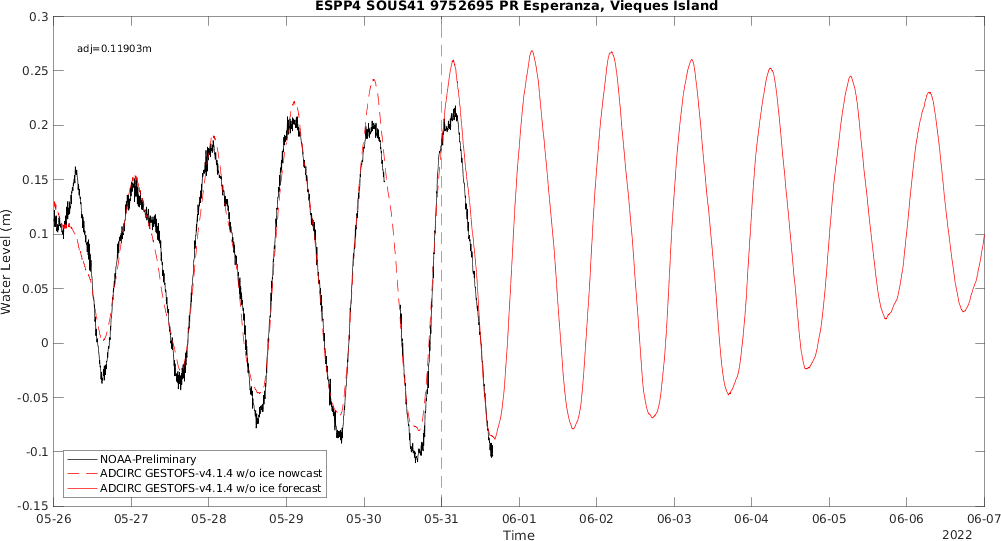 ESPP4 SOUS41 9752695 PR Esperanza, Vieques Island
adj=0.11903m
0.3
0.25
0.2
0.15
0.1
0.05
0
-0.05
-0.1
-0.15
Water Level (m)
NOAA-Preliminary
ADCIRC GESTOFS-v4.1.4 w/o ice nowcast
ADCIRC GESTOFS-v4.1.4 w/o ice forecast
05-26 05-27 05-28 05-29 05-30 05-31 06-01 06-02 06-03 06-04 06-05 06-06 06-07
Time
2022